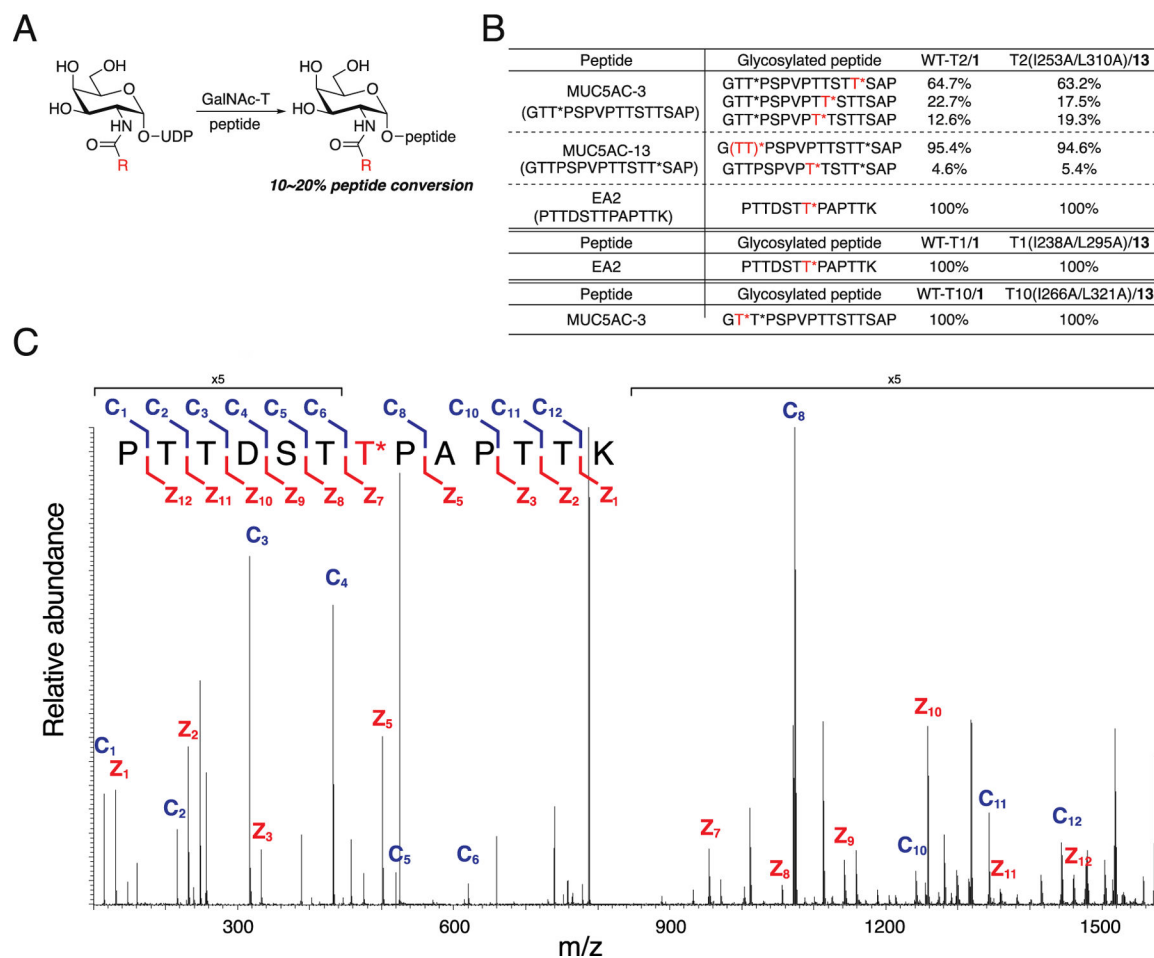 A
HO OH
O
HO
HN
O–UDP
O
R
GalNAc-T
peptide
HO OH
O
HO
HN
O–peptide
O
R
10~20% peptide conversion
B
Peptide Glycosylated peptide WT-T2/1 T2(I253A/L310A)/13
MUC5AC-3
(GTT*PSPVPTTSTTSAP)
GTT*PSPVPTTSTT*SAP 64.7% 63.2%
GTT*PSPVPTT*STTSAP 22.7% 17.5%
GTT*PSPVPT*TSTTSAP 12.6% 19.3%
MUC5AC-13
(GTTPSPVPTTSTT*SAP)
G(TT)*PSPVPTTSTT*SAP 95.4% 94.6%
GTTPSPVPT*TSTT*SAP 4.6% 5.4%
EA2
(PTTDSTTPAPTTK)
PTTDSTT*PAPTTK 100% 100%
Peptide Glycosylated peptide WT-T1/1 T1(I238A/L295A)/13
EA2 PTTDSTT*PAPTTK 100% 100%
Peptide Glycosylated peptide WT-T10/1 T10(I266A/L321A)/13
MUC5AC-3 GT*T*PSPVPTTSTTSAP 100% 100%
C
x5 x5
C1 C2 C3 C4 C5 C6 C8 C10 C11 C12
PTTDSTT*PAPTTK
Z12 Z11 Z10 Z9 Z8 Z7 Z5 Z3 Z2 Z1
C8
C3
C4
Z10
Z5
Z2
C1
Z1
C2
Z3
C5
C6
Z7
Z8
Z9
C10
C11
Z11
C12
Z12
Relative abundance
300 600 900 1200 1500
m/z